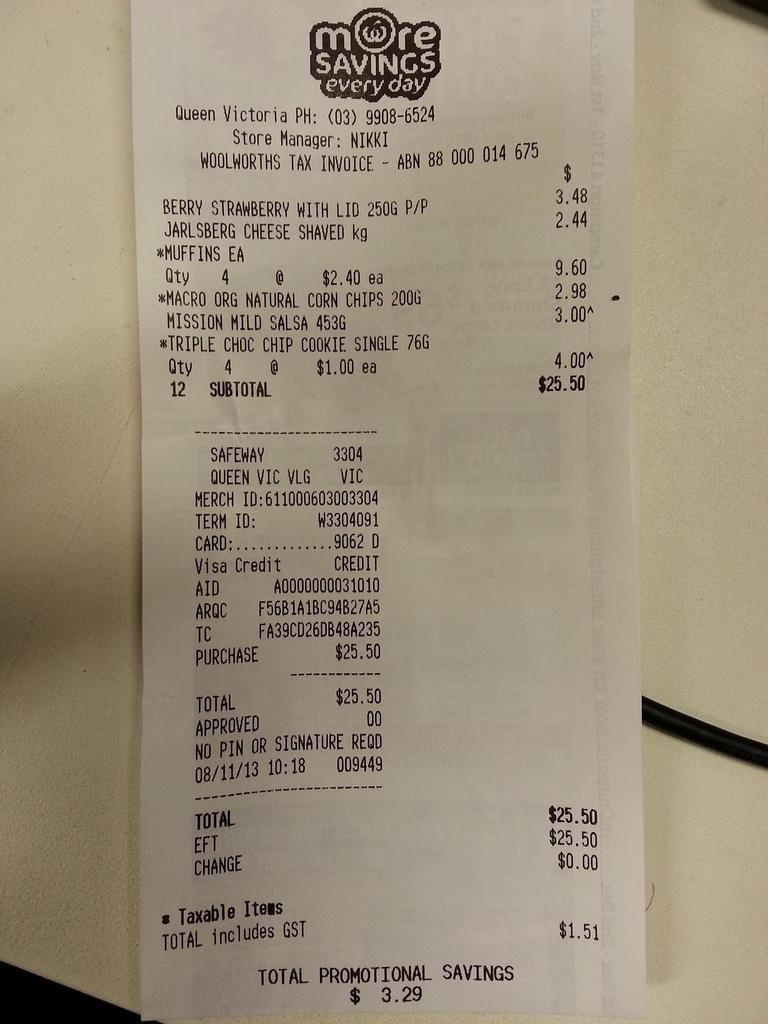 more
SAVINGS
every day
Queen Victoria PH: (03) 9908-6524
Store Manager: NIKKI
WOOLWORTHS TAX INVOICE - ABN 88 000 014 675
$
BERRY STRAWBERRY WITH LID 250G P/P 3.48
JARLSBERG CHEESE SHAVED kg 2.44
*MUFFINS EA
Qty 4 @ $2.40 ea 9.60
*MACRO ORG NATURAL CORN CHIPS 200G 2.98
MISSION MILD SALSA 453G 3.00^
*TRIPLE CHOC CHIP COOKIE SINGLE 76G
Qty 4 @ $1.00 ea 4.00^
12 SUBTOTAL $25.50
------------------------
SAFEWAY 3304
QUEEN VIC VLG VIC
MERCH ID:611000603003304
TERM ID: W3304091
CARD:.............9062 D
Visa Credit CREDIT
AID A0000000031010
ARQC F56B1A1BC94B27A5
TC FA39CD26DB48A235
PURCHASE $25.50
------------
TOTAL $25.50
APPROVED 00
NO PIN OR SIGNATURE REQD
08/11/13 10:18 009449
------------------------
TOTAL $25.50
EFT $25.50
CHANGE $0.00
* Taxable Items
TOTAL includes GST $1.51
TOTAL PROMOTIONAL SAVINGS
$ 3.29